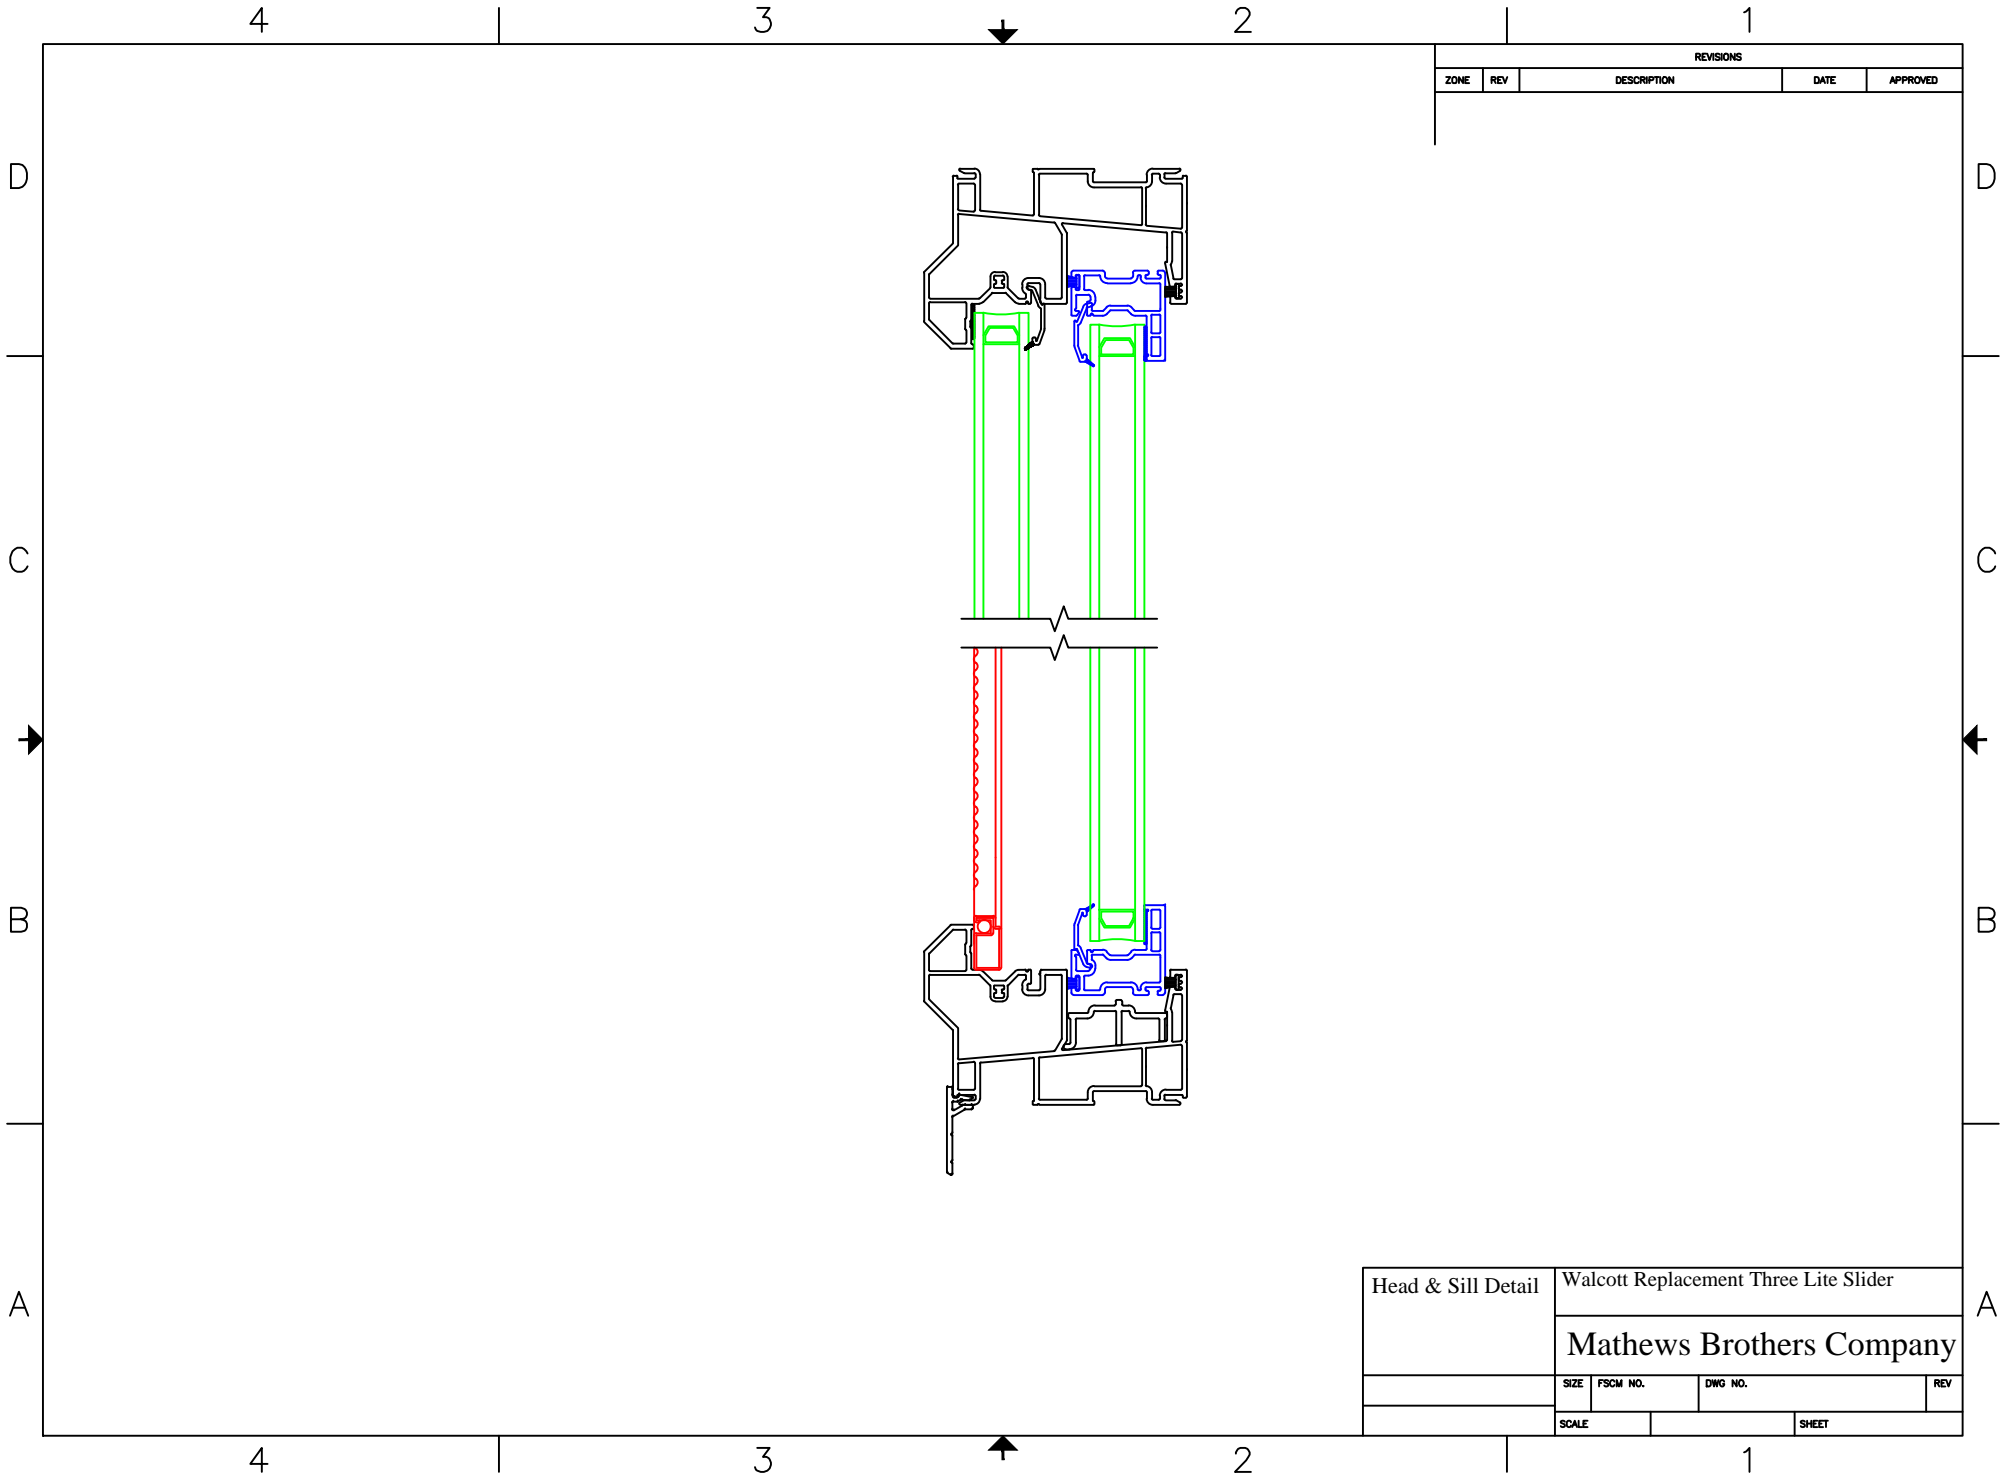 4 3 2 1
REVISIONS
ZONE REV DESCRIPTION DATE APPROVED
D D
C C
B B
Head & Sill Detail
Walcott Replacement Three Lite Slider
A A
Mathews Brothers Company
SIZE FSCM NO. DWG NO. REV
SCALE SHEET
4 3 2 1